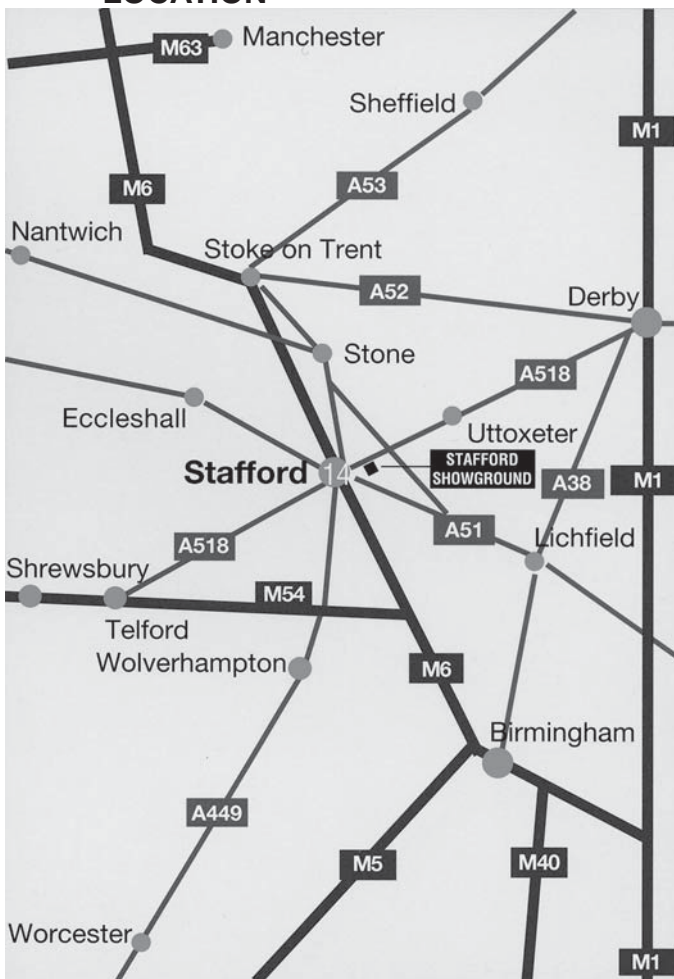 LOCATION
M63
Manchester
Sheffield
M1
M6
A53
Nantwich
Stoke on Trent
A52
Derby
Stone
A518
Eccleshall
Uttoxeter
Stafford
14
STAFFORD
SHOWGROUND
A38
M1
A51
A518
Lichfield
Shrewsbury
M54
Telford
Wolverhampton
M6
Birmingham
A449
M5
M40
Worcester
M1